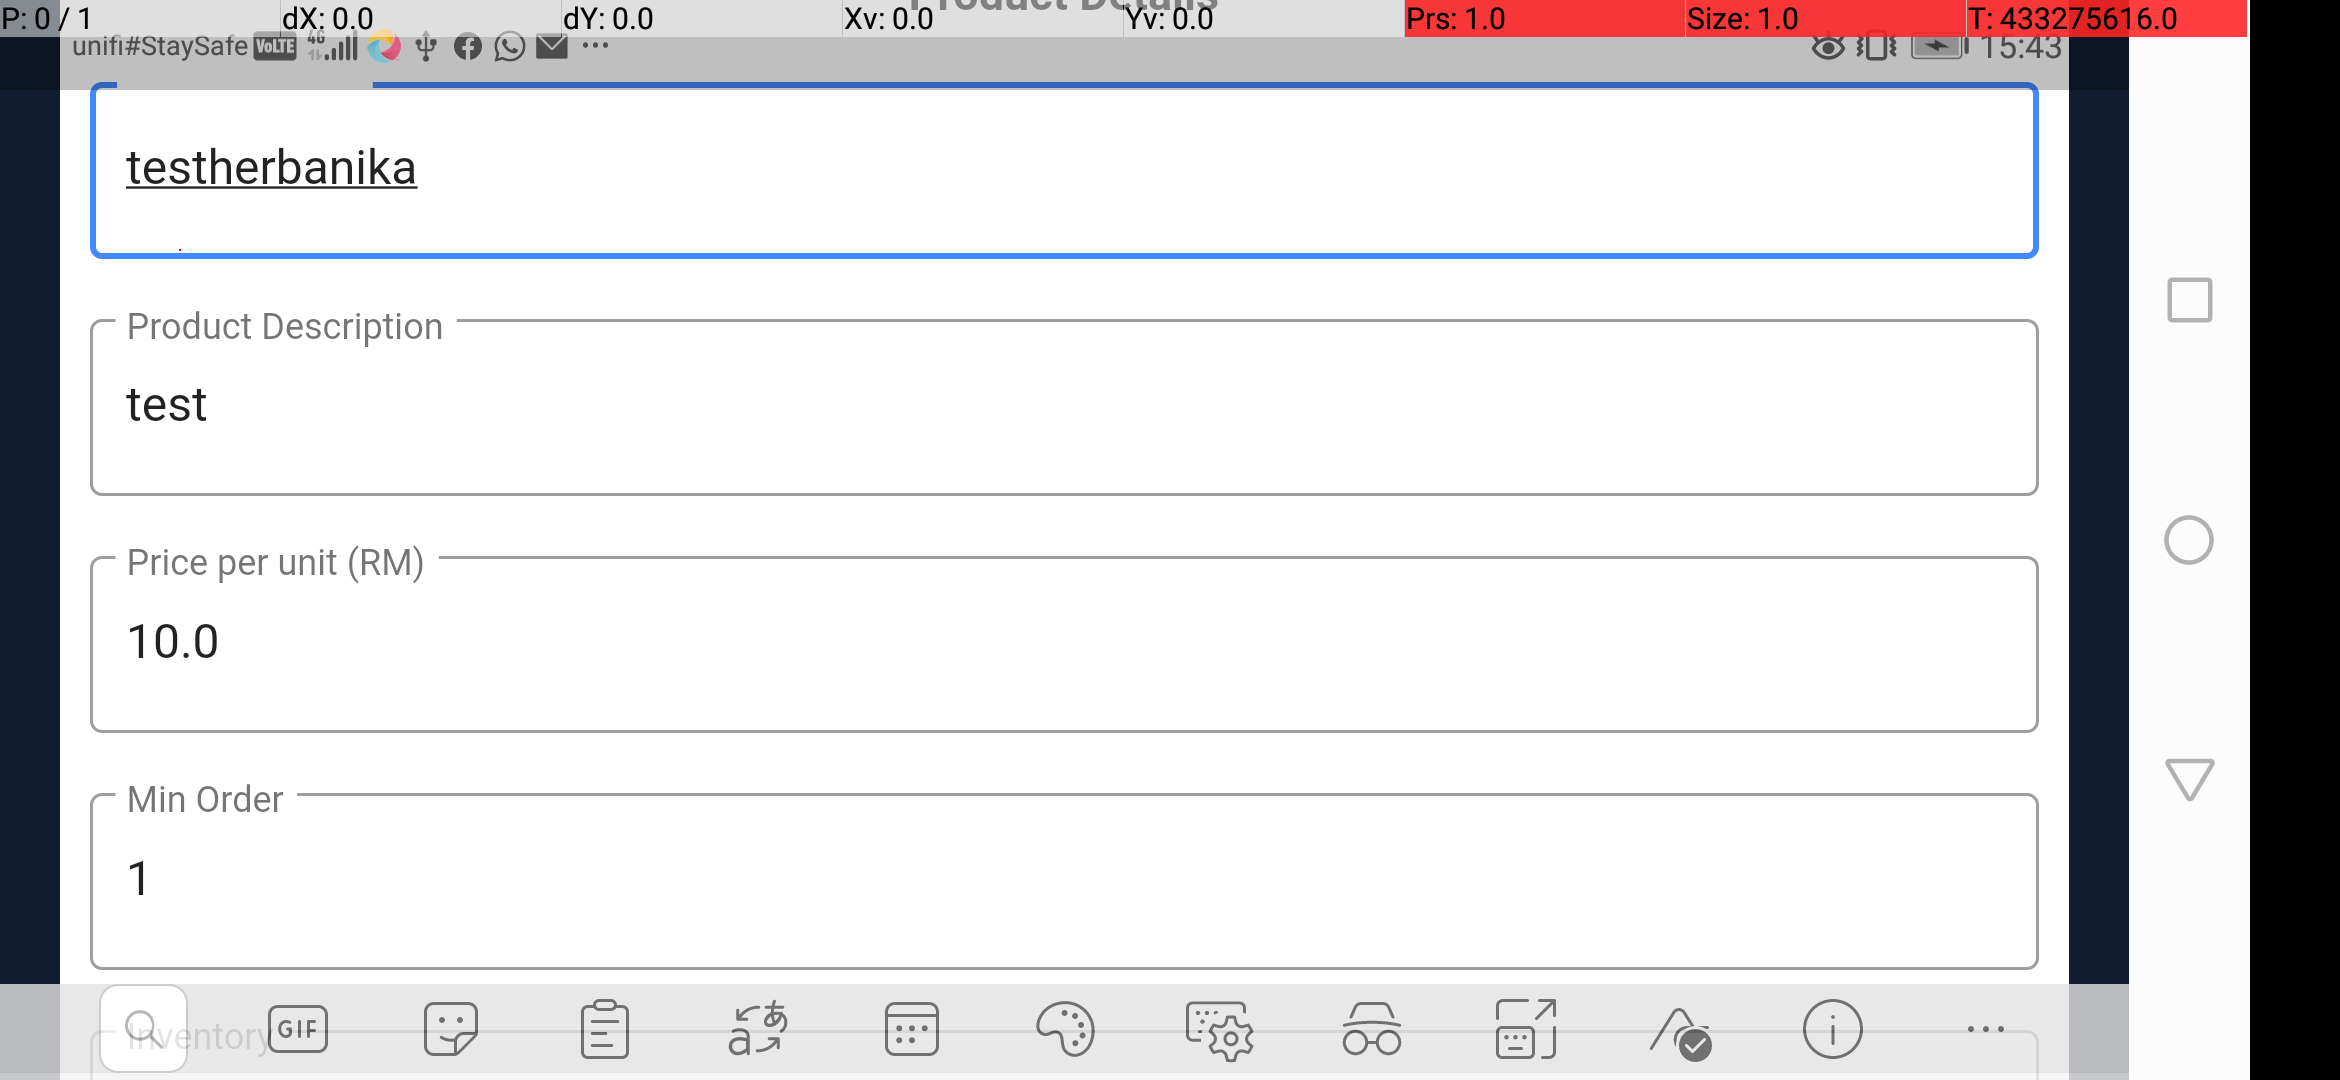 P: 0 / 1 dX: 0.0 dY: 0.0 Xv: 0.0 Yv: 0.0 Prs: 1.0 Size: 1.0 T: 433275616.0
Product Details
unifi#StaySafe VoLTE 4G 15:43
testherbanika
Product Description
test
Price per unit (RM)
10.0
Min Order
1
Inventory
GIF a あ